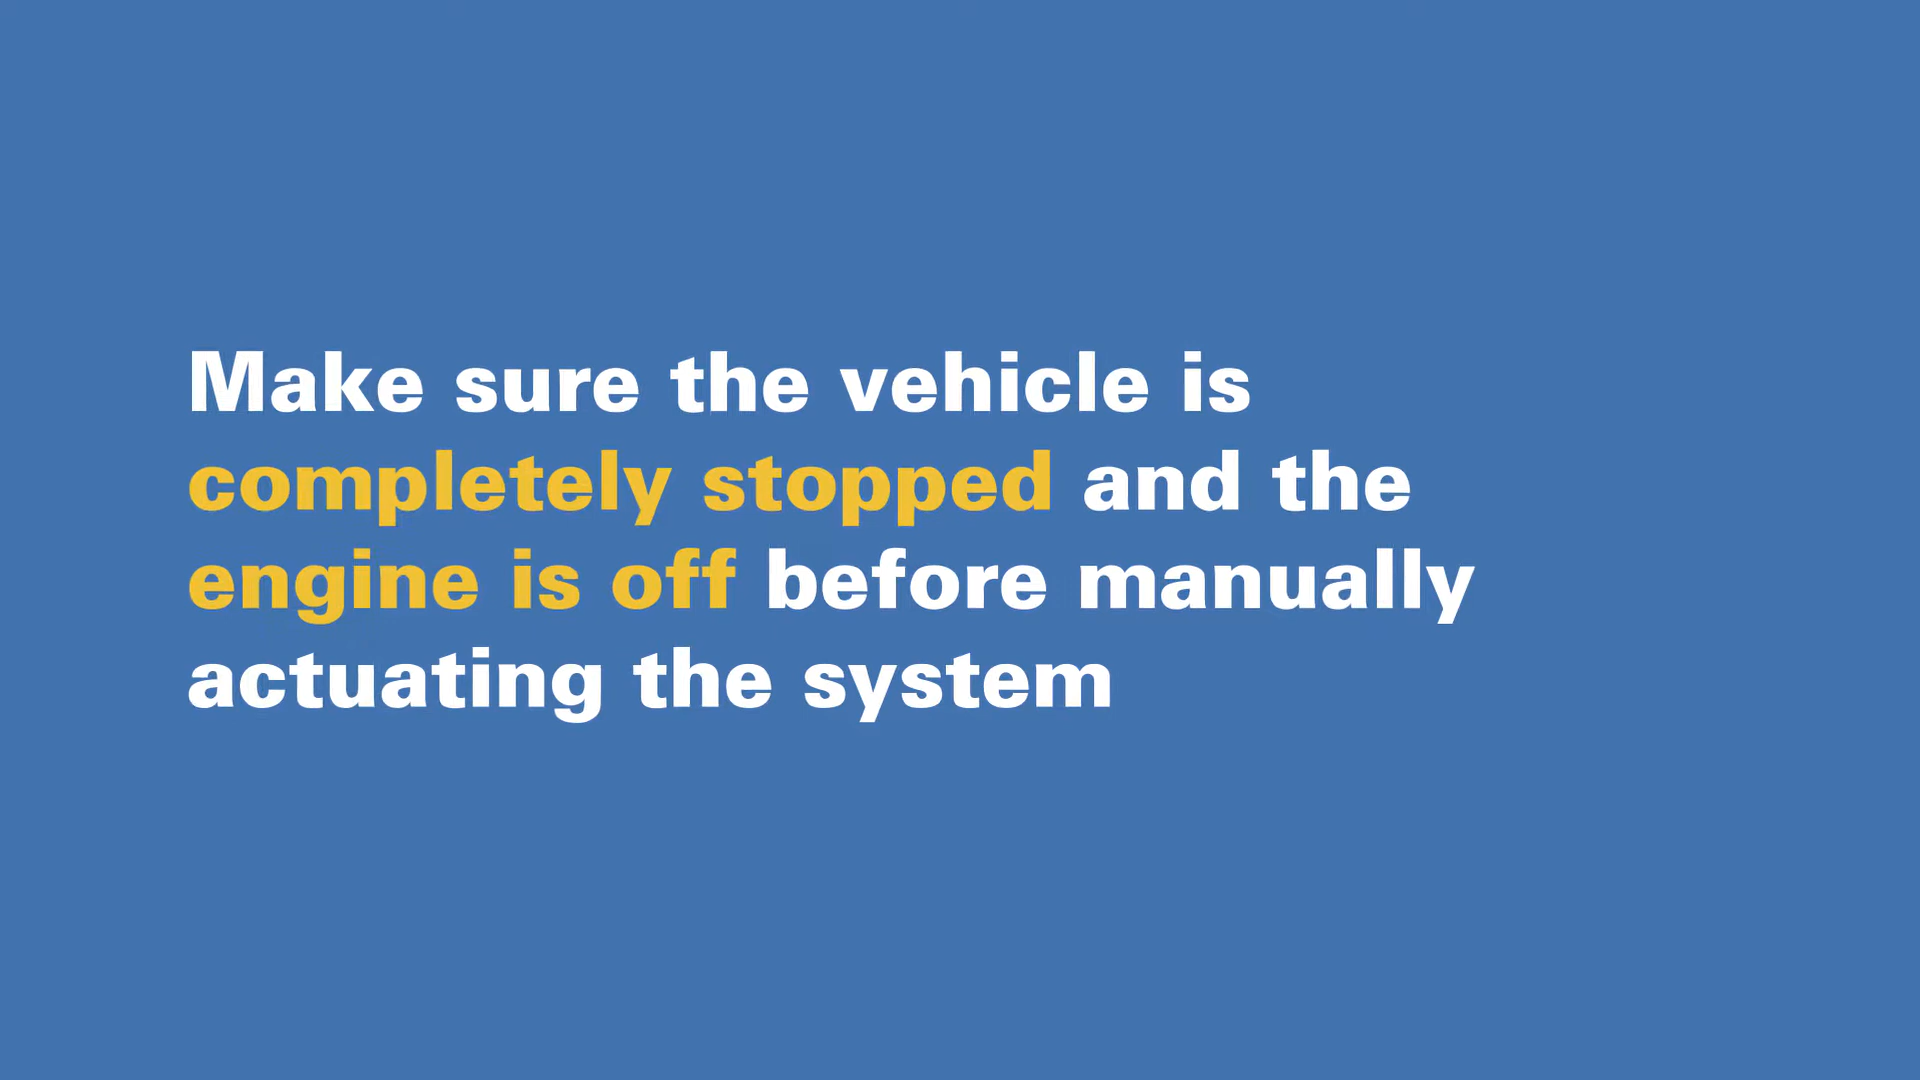 Make sure the vehicle is
completely stopped and the
engine is off before manually
actuating the system